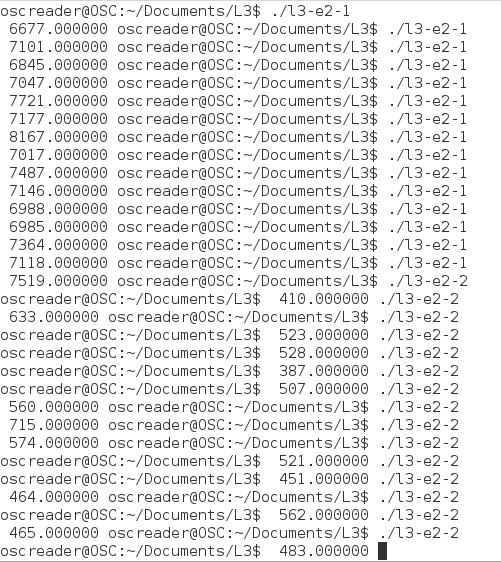 oscreader@OSC:~/Documents/L3$ ./l3-e2-1
6677.000000 oscreader@OSC:~/Documents/L3$ ./l3-e2-1
7101.000000 oscreader@OSC:~/Documents/L3$ ./l3-e2-1
6845.000000 oscreader@OSC:~/Documents/L3$ ./l3-e2-1
7047.000000 oscreader@OSC:~/Documents/L3$ ./l3-e2-1
7721.000000 oscreader@OSC:~/Documents/L3$ ./l3-e2-1
7177.000000 oscreader@OSC:~/Documents/L3$ ./l3-e2-1
8167.000000 oscreader@OSC:~/Documents/L3$ ./l3-e2-1
7017.000000 oscreader@OSC:~/Documents/L3$ ./l3-e2-1
7487.000000 oscreader@OSC:~/Documents/L3$ ./l3-e2-1
7146.000000 oscreader@OSC:~/Documents/L3$ ./l3-e2-1
6988.000000 oscreader@OSC:~/Documents/L3$ ./l3-e2-1
6985.000000 oscreader@OSC:~/Documents/L3$ ./l3-e2-1
7364.000000 oscreader@OSC:~/Documents/L3$ ./l3-e2-1
7118.000000 oscreader@OSC:~/Documents/L3$ ./l3-e2-1
7519.000000 oscreader@OSC:~/Documents/L3$ ./l3-e2-2
oscreader@OSC:~/Documents/L3$  410.000000 ./l3-e2-2
633.000000 oscreader@OSC:~/Documents/L3$ ./l3-e2-2
oscreader@OSC:~/Documents/L3$  523.000000 ./l3-e2-2
oscreader@OSC:~/Documents/L3$  528.000000 ./l3-e2-2
oscreader@OSC:~/Documents/L3$  387.000000 ./l3-e2-2
oscreader@OSC:~/Documents/L3$  507.000000 ./l3-e2-2
560.000000 oscreader@OSC:~/Documents/L3$ ./l3-e2-2
715.000000 oscreader@OSC:~/Documents/L3$ ./l3-e2-2
574.000000 oscreader@OSC:~/Documents/L3$ ./l3-e2-2
oscreader@OSC:~/Documents/L3$  521.000000 ./l3-e2-2
oscreader@OSC:~/Documents/L3$  451.000000 ./l3-e2-2
464.000000 oscreader@OSC:~/Documents/L3$ ./l3-e2-2
oscreader@OSC:~/Documents/L3$  562.000000 ./l3-e2-2
465.000000 oscreader@OSC:~/Documents/L3$ ./l3-e2-2
oscreader@OSC:~/Documents/L3$  483.000000